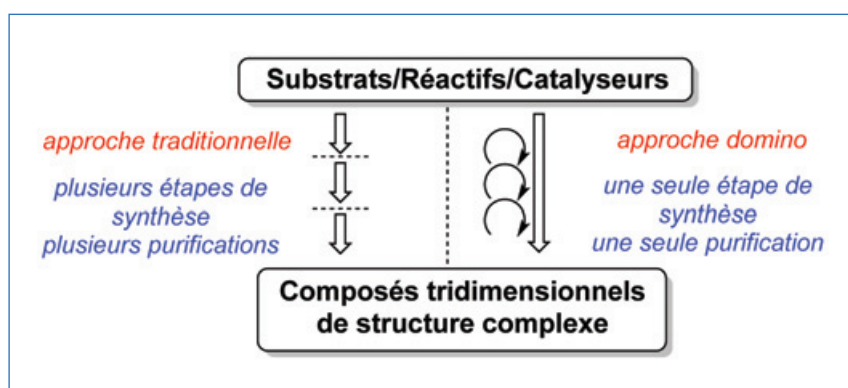 Substrats/Réactifs/Catalyseurs
approche traditionnelle
plusieurs étapes de
synthèse
plusieurs purifications
approche domino
une seule étape de
synthèse
une seule purification
Composés tridimensionnels
de structure complexe